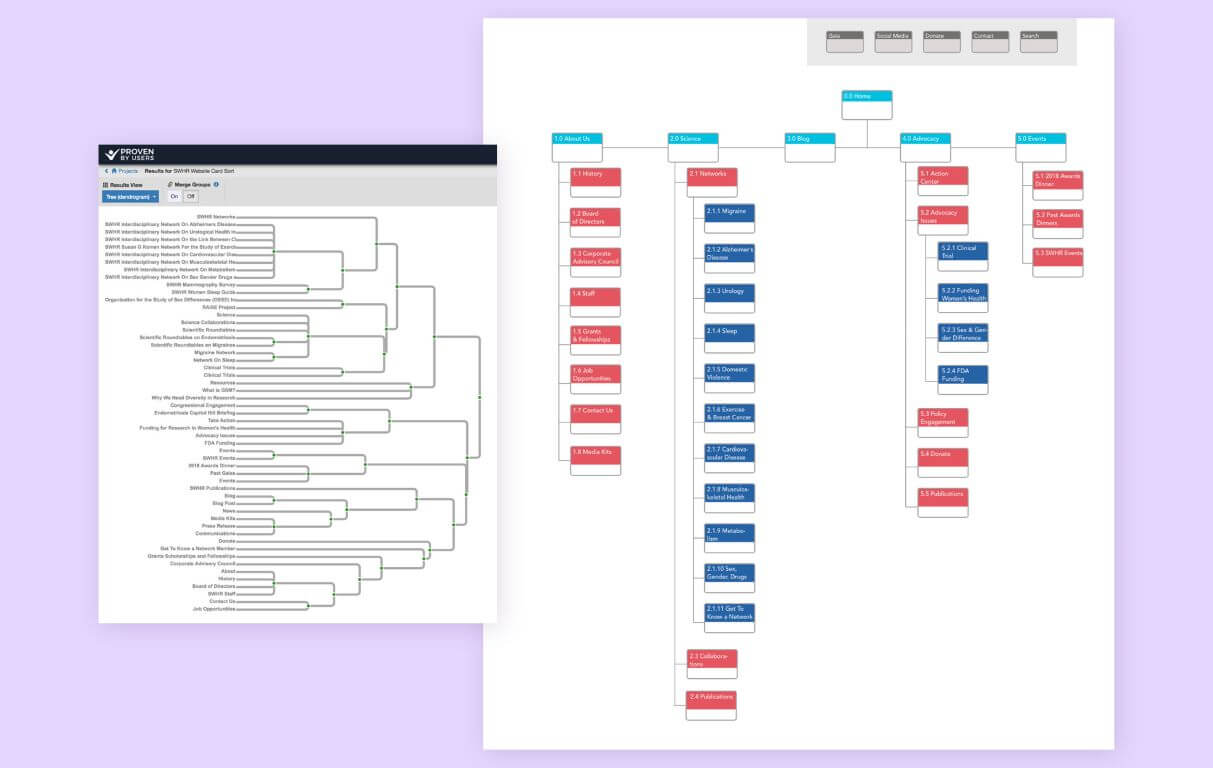 PROVEN
BY USERS
Projects
Results for SWHR Website Card Sort
Results View
Merge Groups
Tree (dendrogram)
On
Off
SWHR Networks
SWHR Interdisciplinary Network On Alzheimers Disease
SWHR Interdisciplinary Network On Urological Health in
SWHR Interdisciplinary Network On the Link Between Ci
SWHR Susan G Komen Network For the Study of Exerci
SWHR Interdisciplinary Network On Cardiovascular Dis
SWHR Interdisciplinary Network On Musculoskeletal He
SWHR Interdisciplinary Network On Metabolism
SWHR Interdisciplinary Network On Sex Gender Drugs
SWHR Mammography Survey
SWHR Women Sleep Guide
Organization for the Study of Sex Differences (OSSD)
RAISE Project
Science
Science Collaborations
Scientific Roundtables
Scientific Roundtables on Endometriosis
Scientific Roundtables on Migraines
Migraine Network
Network On Sleep
Clinical Trials
Clinical Trials
Resources
What is GSM?
Why We Need Diversity in Research
Congressional Engagement
Endometriosis Capitol Hill Briefing
Take Action
Funding for Research in Women's Health
Advocacy Issues
FDA Funding
Events
SWHR Events
2018 Awards Dinner
Past Galas
Events
SWHR Publications
Blog
Blog Post
News
Media Kits
Press Release
Communications
Donate
Get To Know a Network Member
Grants Scholarships and Fellowships
Corporate Advisory Council
About
History
Board of Directors
SWHR Staff
Contact Us
Job Opportunities
Gala
Social Media
Donate
Contact
Search
0.0 Home
1.0 About Us
2.0 Science
3.0 Blog
4.0 Advocacy
5.0 Events
1.1 History
1.2 Board
of Directors
1.3 Corporate
Advisory Council
1.4 Staff
1.5 Grants
& Fellowships
1.6 Job
Opportunities
1.7 Contact Us
1.8 Media Kits
2.1 Networks
2.1.1 Migraine
2.1.2 Alzheimer's
Disease
2.1.3 Urology
2.1.4 Sleep
2.1.5 Domestic
Violence
2.1.6 Exercise
& Breast Cancer
2.1.7 Cardiova-
scular Disease
2.1.8 Musculos-
keletal Health
2.1.9 Metabo-
lism
2.1.10 Sex,
Gender, Drugs
2.1.11 Get To
Know a Network
2.3 Collabora-
tions
2.4 Publications
5.1 Action
Center
5.2 Advocacy
Issues
5.2.1 Clinical
Trial
5.2.2 Funding
Women's Health
5.2.3 Sex & Gen-
der Difference
5.2.4 FDA
Funding
5.3 Policy
Engagement
5.4 Donate
5.5 Publications
5.1 2018 Awards
Dinner
5.2 Past Awards
Dinners
5.3 SWHR Events